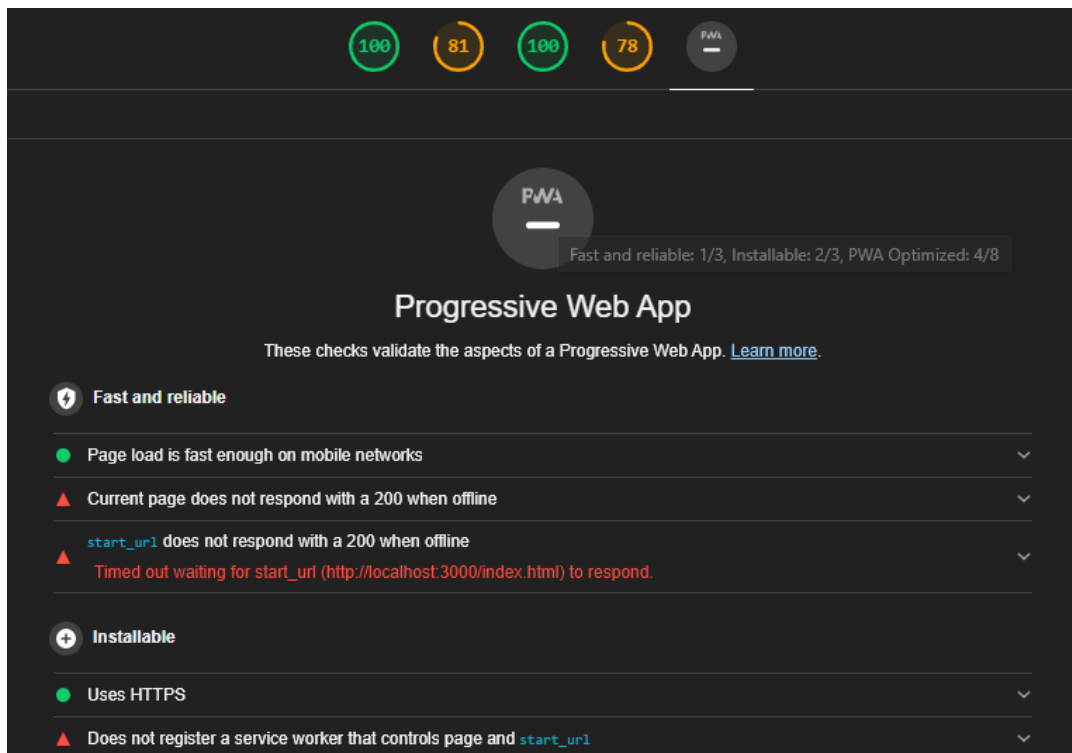 100 81 100 78 PWA
PWA
Fast and reliable: 1/3, Installable: 2/3, PWA Optimized: 4/8
Progressive Web App
These checks validate the aspects of a Progressive Web App. Learn more.
Fast and reliable
Page load is fast enough on mobile networks
Current page does not respond with a 200 when offline
start_url does not respond with a 200 when offline
Timed out waiting for start_url (http://localhost:3000/index.html) to respond.
Installable
Uses HTTPS
Does not register a service worker that controls page and start_url